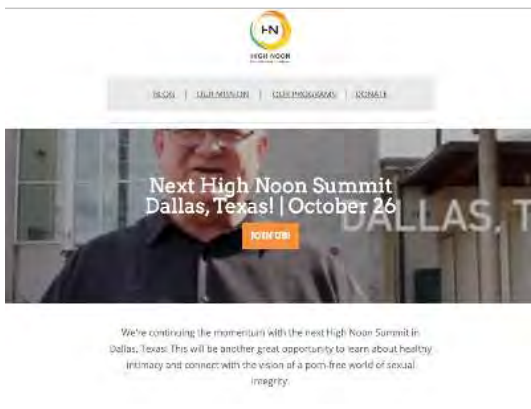 HN
HIGH NOON
BLOG | OUR MISSION | OUR PROGRAMS | DONATE
Next High Noon Summit
Dallas, Texas! | October 26
DALLAS, T
JOIN US!
We're continuing the momentum with the next High Noon Summit in
Dallas, Texas! This will be another great opportunity to learn about healthy
intimacy and connect with the vision of a porn-free world of sexual
integrity.